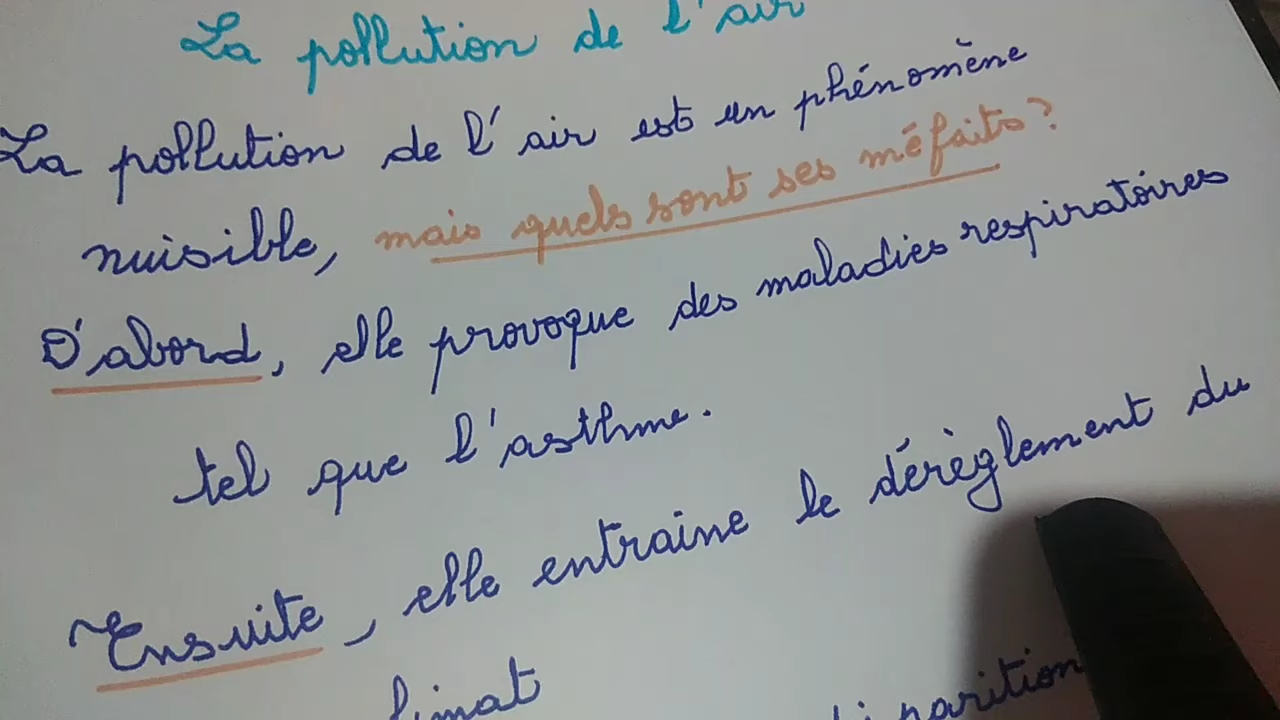 La pollution de l'air
La pollution de l'air est un phénomène
nuisible, mais quels sont ses méfaits?
D'abord, elle provoque des maladies respiratoires
tel que l'asthme.
Ensuite, elle entraine le dérèglement du
climat